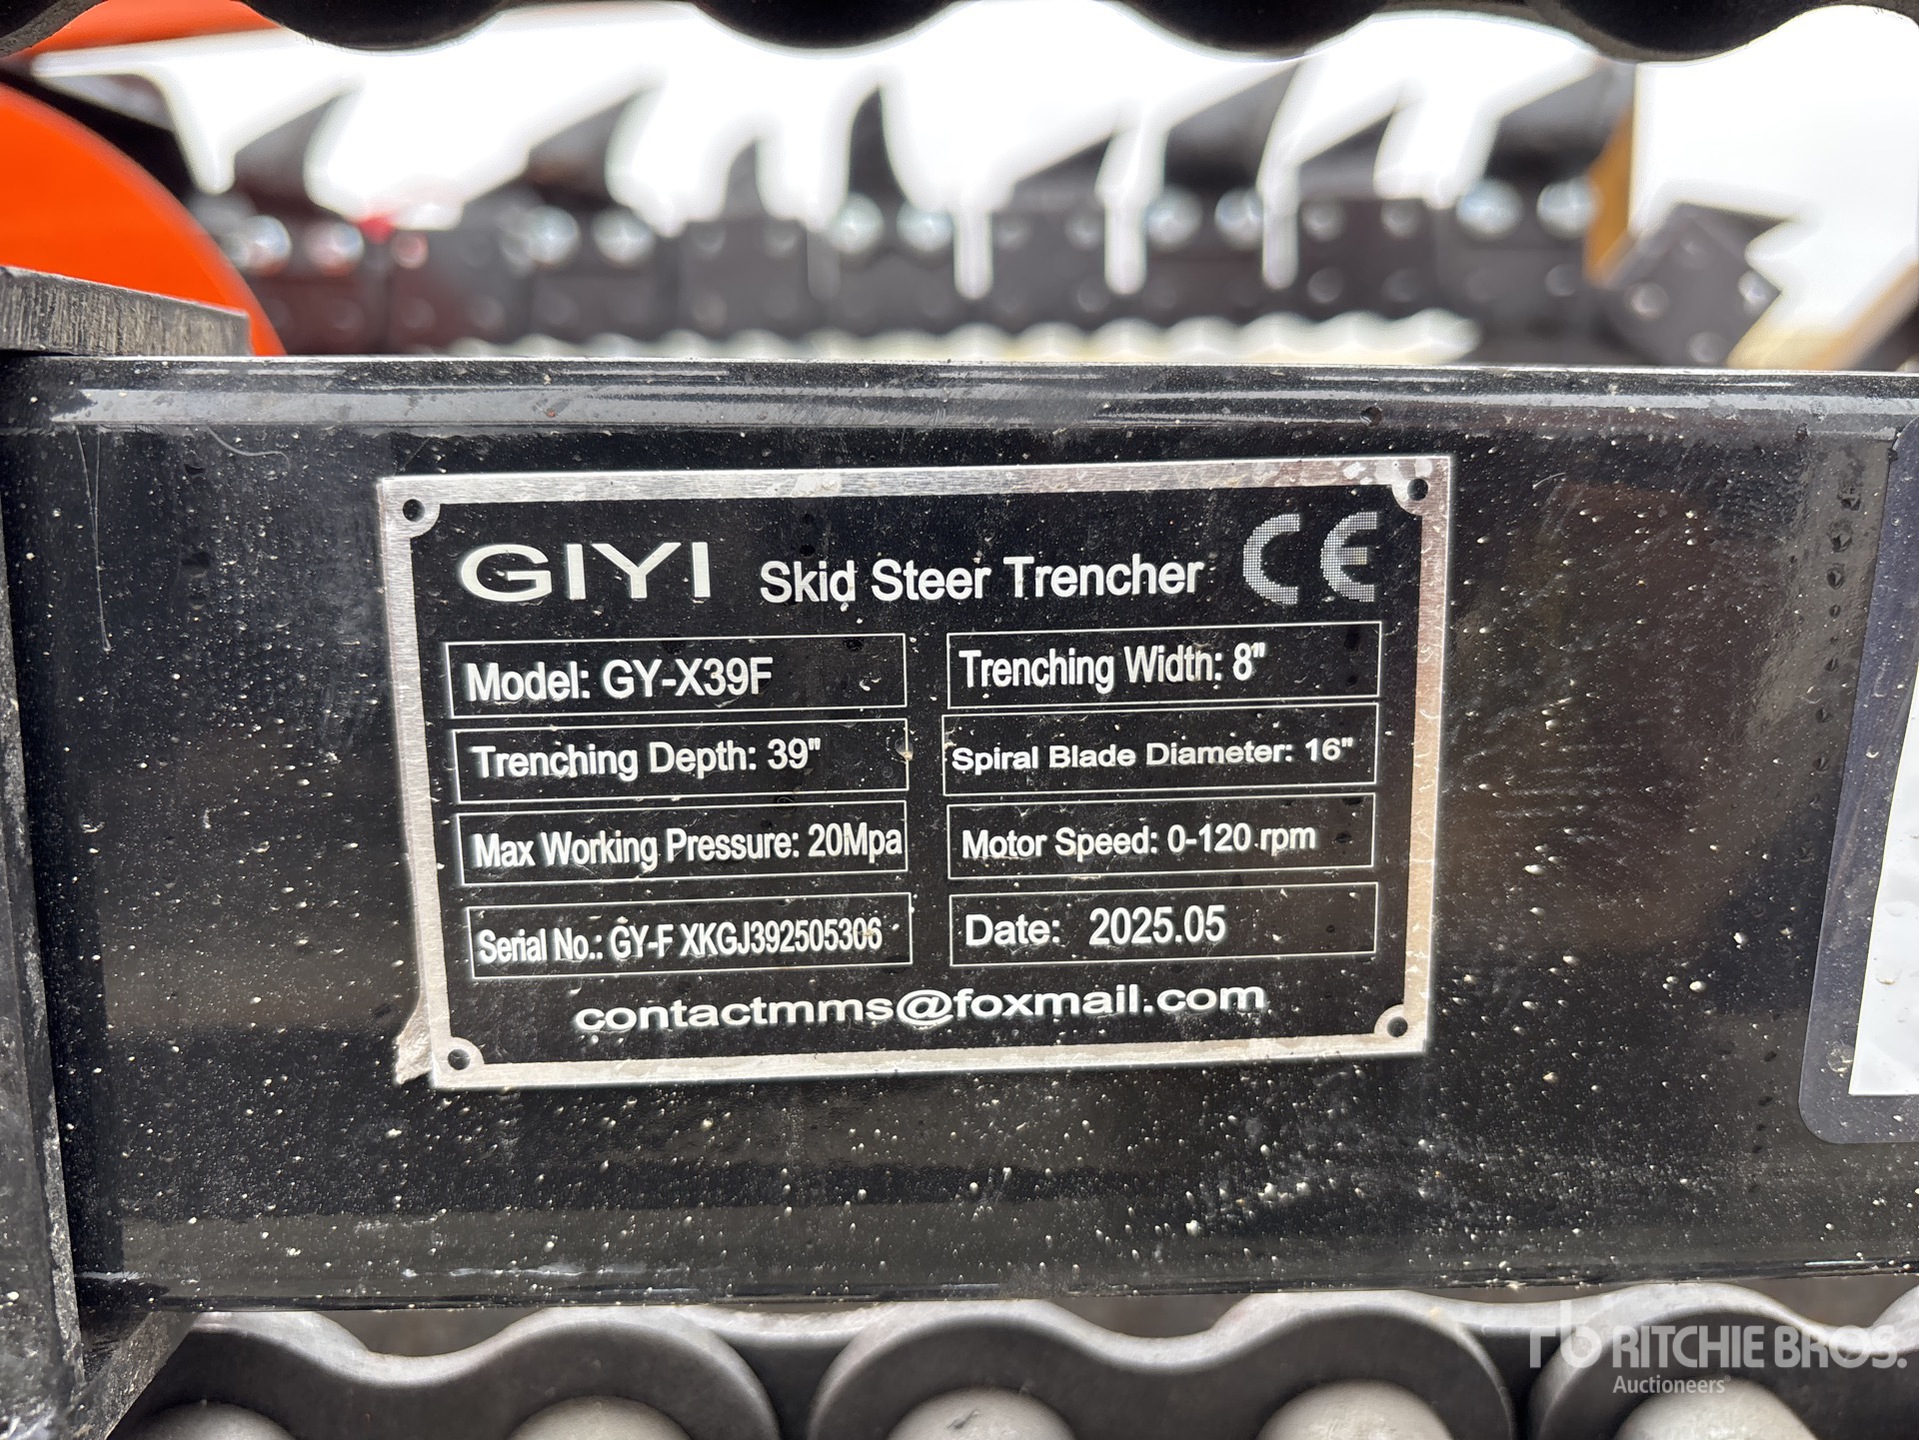 GIYI Skid Steer Trencher CE
Model: GY-X39F
Trenching Width: 8"
Trenching Depth: 39"
Spiral Blade Diameter: 16"
Max Working Pressure: 20Mpa
Motor Speed: 0-120 rpm
Serial No.: GY-F XKGJ392505306
Date: 2025.05
contactmms@foxmail.com
rb RITCHIE BROS.
Auctioneers